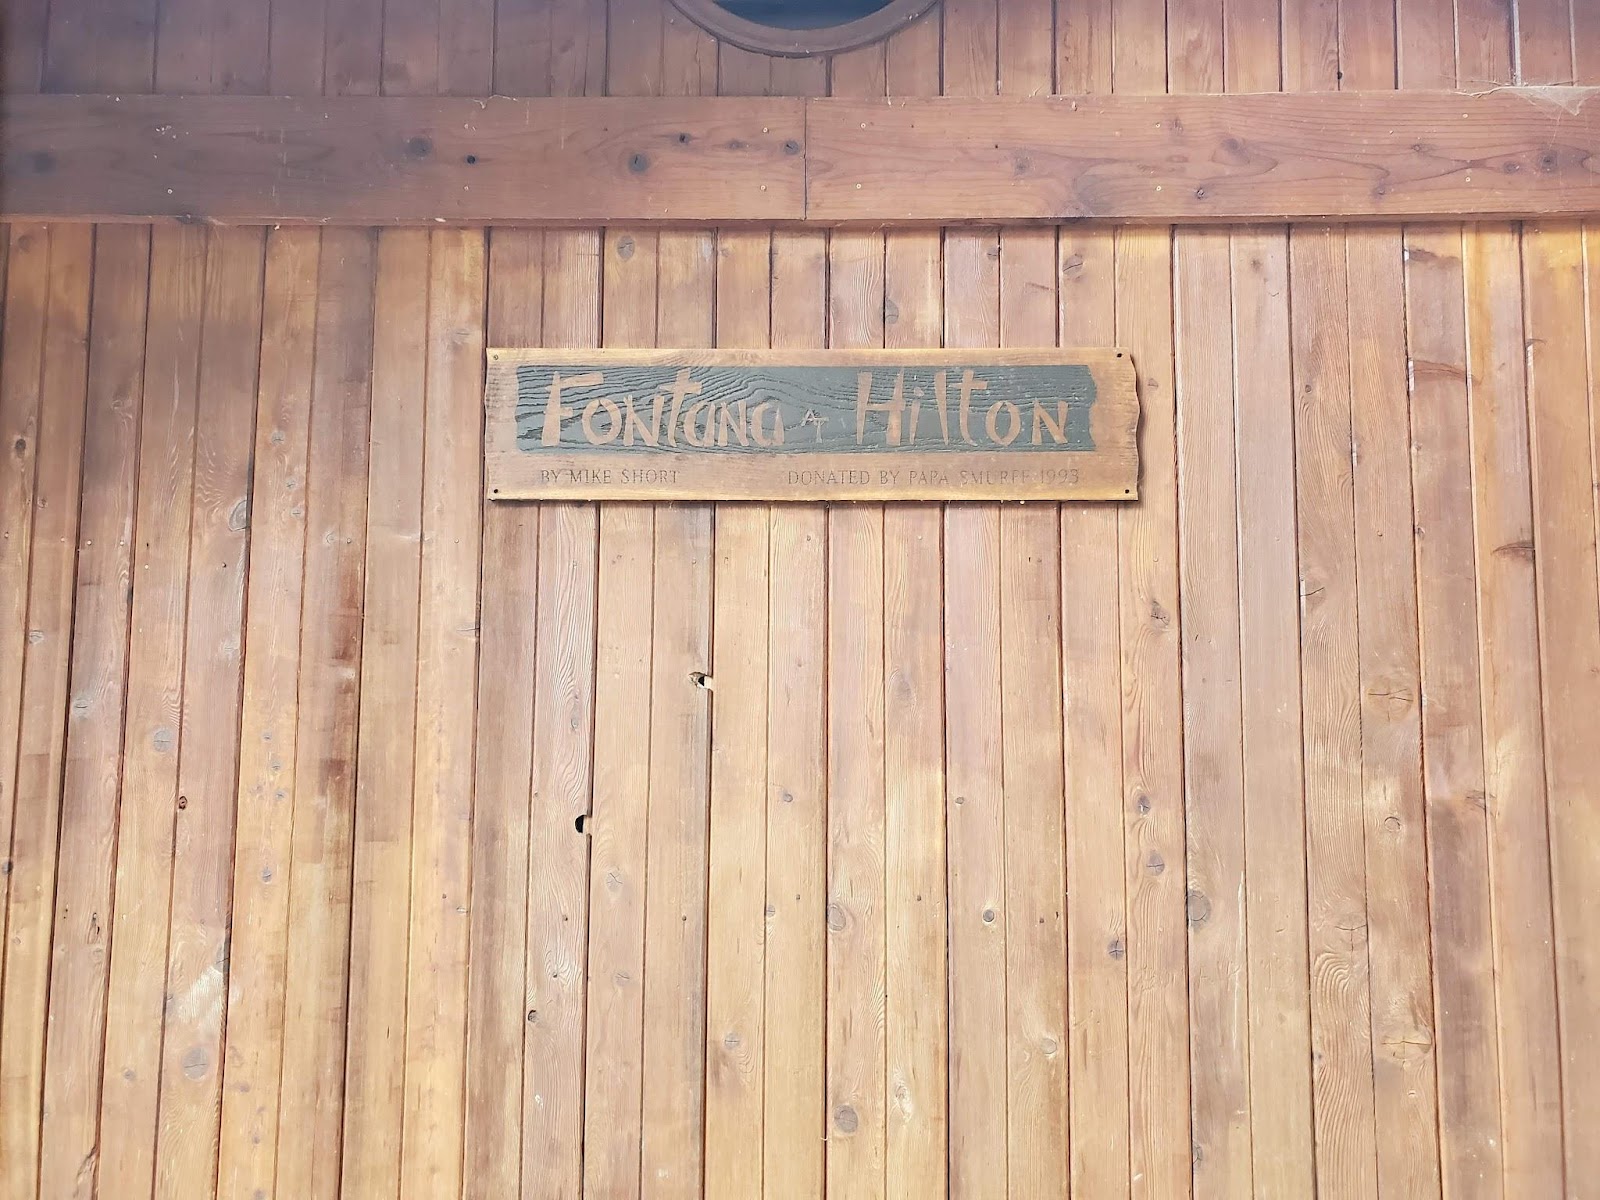 Fontana AT Hilton
BY MIKE SHORT DONATED BY PAPA SMURFF 1993